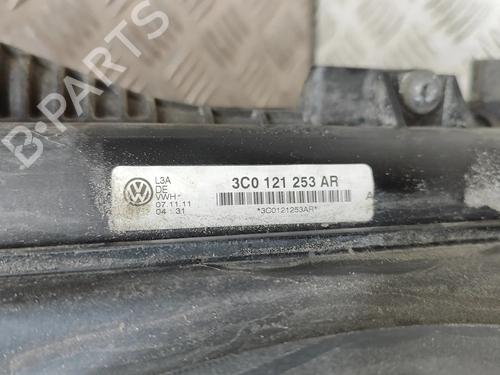 B-PARTS
L3A
DE
VWH-
07.11.11
04:31
3C0 121 253 AR
*3C0121253AR*
A